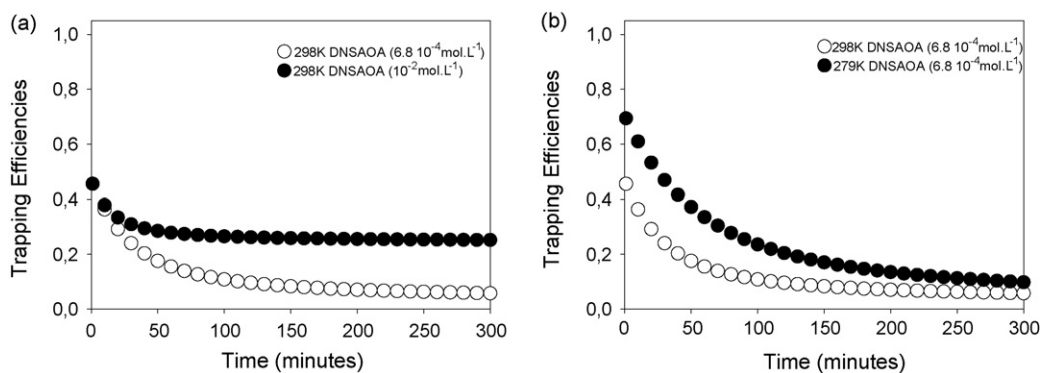 (a)
1,0
0,8
0,6
0,4
0,2
0,0
Trapping Efficiencies
298K DNSAOA (6.8 10⁻⁴mol.L⁻¹)
298K DNSAOA (10⁻²mol.L⁻¹)
0 50 100 150 200 250 300
Time (minutes)
(b)
1,0
0,8
0,6
0,4
0,2
0,0
Trapping Efficiencies
298K DNSAOA (6.8 10⁻⁴mol.L⁻¹)
279K DNSAOA (6.8 10⁻⁴mol.L⁻¹)
0 50 100 150 200 250 300
Time (minutes)